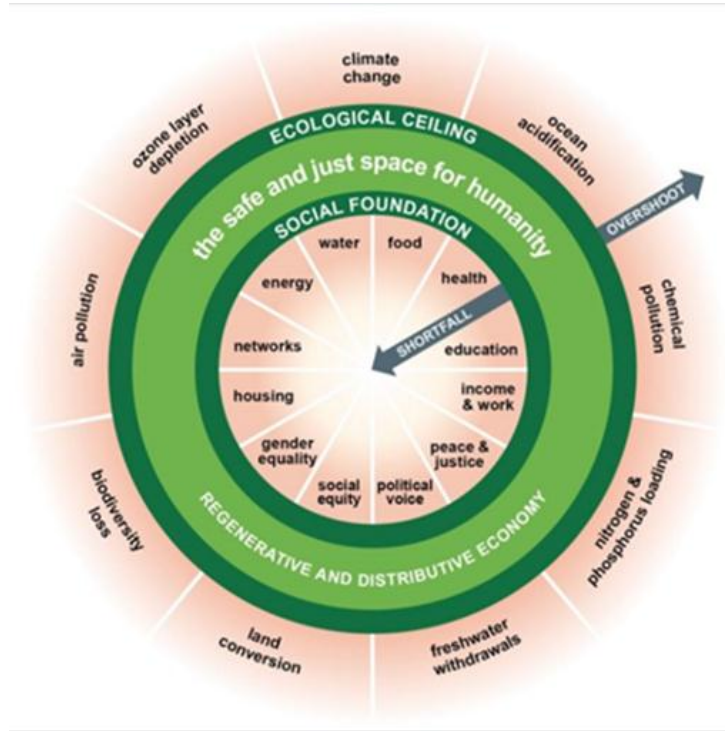 climate
change
ocean
acidification
chemical
pollution
nitrogen &
phosphorus loading
freshwater
withdrawals
land
conversion
biodiversity
loss
air pollution
ozone layer
depletion
ECOLOGICAL CEILING
the safe and just space for humanity
OVERSHOOT
SOCIAL FOUNDATION
water
food
health
SHORTFALL
education
income
& work
peace &
justice
political
voice
social
equity
gender
equality
housing
networks
energy
REGENERATIVE AND DISTRIBUTIVE ECONOMY